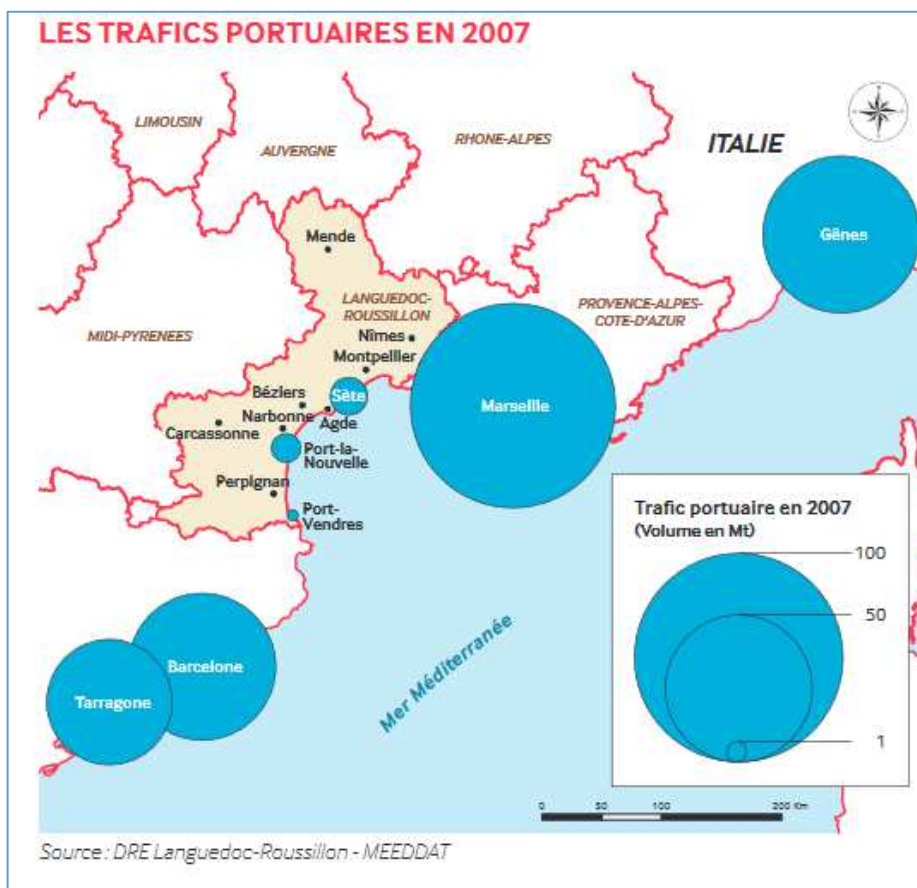 LES TRAFICS PORTUAIRES EN 2007
LIMOUSIN
AUVERGNE
RHONE-ALPES
ITALIE
Gênes
Mende
LANGUEDOC-
ROUSSILLON
PROVENCE-ALPES-
COTE-D'AZUR
MIDI-PYRENEES
Nîmes
Montpellier
Sète
Marseille
Béziers
Agde
Narbonne
Carcassonne
Port-la-
Nouvelle
Perpignan
Port-
Vendres
Barcelone
Tarragone
Mer Méditerranée
Trafic portuaire en 2007
(Volume en Mt)
100
50
1
0 50 100 200 Km
Source : DRE Languedoc-Roussillon - MEEDDAT